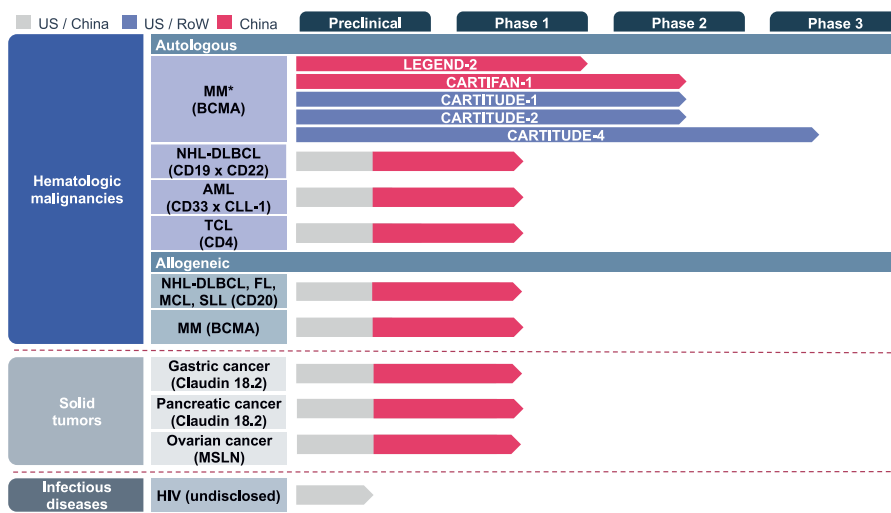 US / China US / RoW China
Preclinical Phase 1 Phase 2 Phase 3
Autologous
Hematologic
malignancies
MM*
(BCMA)
LEGEND-2
CARTIFAN-1
CARTITUDE-1
CARTITUDE-2
CARTITUDE-4
NHL-DLBCL
(CD19 x CD22)
AML
(CD33 x CLL-1)
TCL
(CD4)
Allogeneic
NHL-DLBCL, FL,
MCL, SLL (CD20)
MM (BCMA)
Solid
tumors
Gastric cancer
(Claudin 18.2)
Pancreatic cancer
(Claudin 18.2)
Ovarian cancer
(MSLN)
Infectious
diseases
HIV (undisclosed)